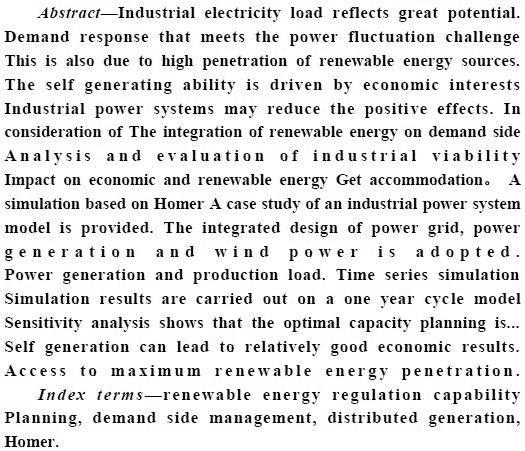 Abstract—Industrial electricity load reflects great potential.
Demand response that meets the power fluctuation challenge
This is also due to high penetration of renewable energy sources.
The self generating ability is driven by economic interests
Industrial power systems may reduce the positive effects. In
consideration of The integration of renewable energy on demand side
Analysis and evaluation of industrial viability
Impact on economic and renewable energy Get accommodation。 A
simulation based on Homer A case study of an industrial power system
model is provided. The integrated design of power grid, power
generation and wind power is adopted.
Power generation and production load. Time series simulation
Simulation results are carried out on a one year cycle model
Sensitivity analysis shows that the optimal capacity planning is...
Self generation can lead to relatively good economic results.
Access to maximum renewable energy penetration.
Index terms—renewable energy regulation capability
Planning, demand side management, distributed generation,
Homer.